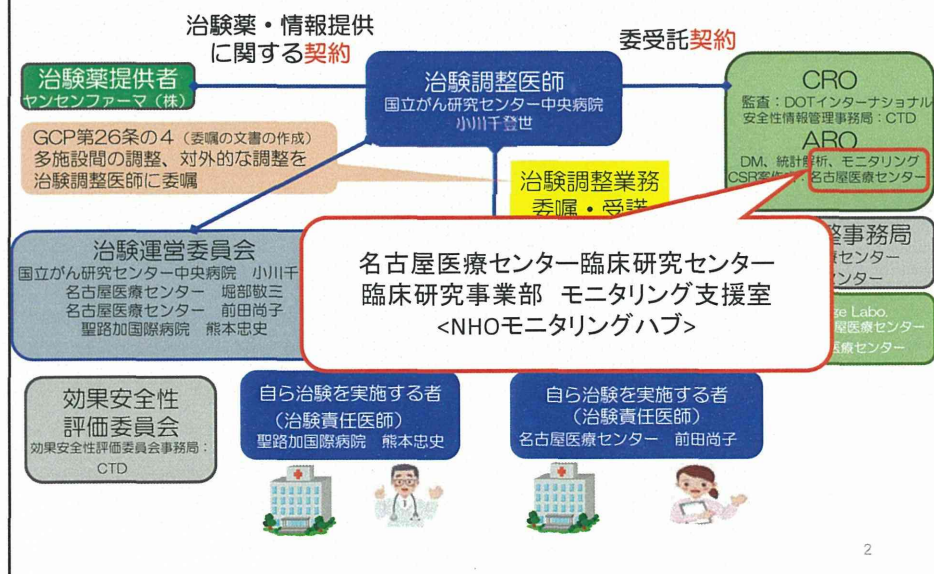 治験薬・情報提供
に関する契約
委受託契約
治験薬提供者
ヤンセンファーマ（株）
治験調整医師
国立がん研究センター中央病院
小川千登世
CRO
監査：DOTインターナショナル
安全性情報管理事務局：CTD
ARO
DM、統計解析、モニタリング
CSR案作成：名古屋医療センター
GCP第26条の4（委嘱の文書の作成）
多施設間の調整、対外的な調整を
治験調整医師に委嘱
治験調整業務
委嘱・受諾
治験運営委員会
国立がん研究センター中央病院　小川千
名古屋医療センター　堀部敬三
名古屋医療センター　前田尚子
聖路加国際病院　熊本忠史
名古屋医療センター臨床研究センター
臨床研究事業部　モニタリング支援室
<NHOモニタリングハブ>
整事務局
センター
ンター
ge Labo.
屋医療センター
医療センター
効果安全性
評価委員会
効果安全性評価委員会事務局：
CTD
自ら治験を実施する者
（治験責任医師）
聖路加国際病院　熊本忠史
自ら治験を実施する者
（治験責任医師）
名古屋医療センター　前田尚子
2